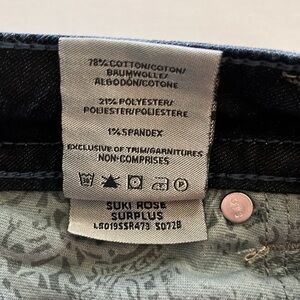 78% COTTON/COTON/
BAUMWOLLE/
ALGODÓN/COTONE
21% POLYESTER/
POLIÉSTER/POLIESTERE
1% SPANDEX
EXCLUSIVE OF TRIM/GARNITURES
NON-COMPRISES
SUKI ROSE
SURPLUS